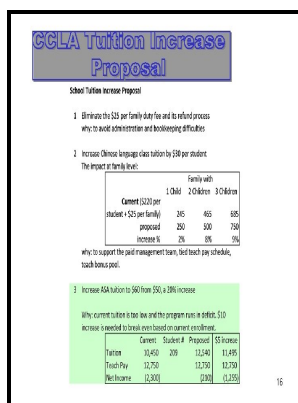 CCLA Tuition Increase
Proposal
School Tuition Increase Proposal
1 Eliminate the $25 per family duty fee and its refund process
why: to avoid administration and bookkeeping difficulties
2 Increase Chinese language class tuition by $30 per student
The impact at family level:
Family with
1 Child 2 Children 3 Children
Current ($220 per
student + $25 per family) 245 465 685
proposed 250 500 750
increase % 2% 8% 9%
why: to support the paid management team, tied teach pay schedule,
teach bonus pool.
3 Increase ASA tuition to $60 from $50, a 20% increase
Why: current tuition is too low and the program runs in deficit. $10
increase is needed to break even based on current enrollment.
Current Student # Proposed $5 increase
Tuition 10,450 209 12,540 11,495
Teach Pay 12,750 12,750 12,750
Net Income (2,300) (210) (1,255)
16